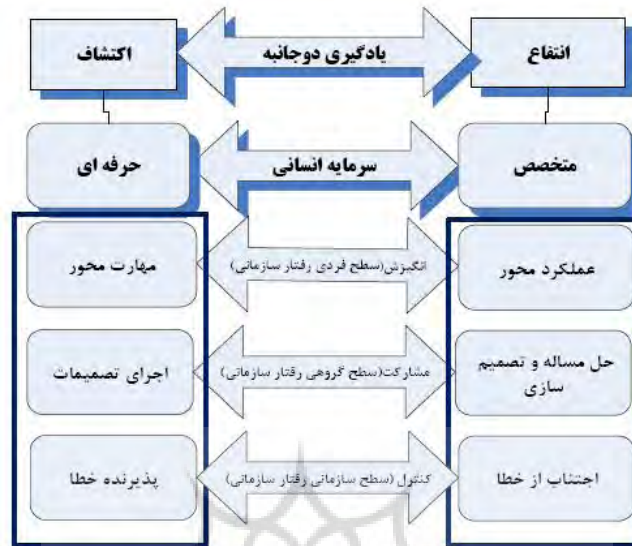 انتفاع
یادگیری دوجانبه
اکتشاف
متخصص
سرمایه انسانی
حرفه ای
عملکرد محور
انگیزش(سطح فردی رفتار سازمانی)
مهارت محور
حل مساله و تصمیم
سازی
مشارکت(سطح گروهی رفتار سازمانی)
اجرای تصمیمات
اجتناب از خطا
کنترل (سطح سازمانی رفتار سازمانی)
پذیرنده خطا